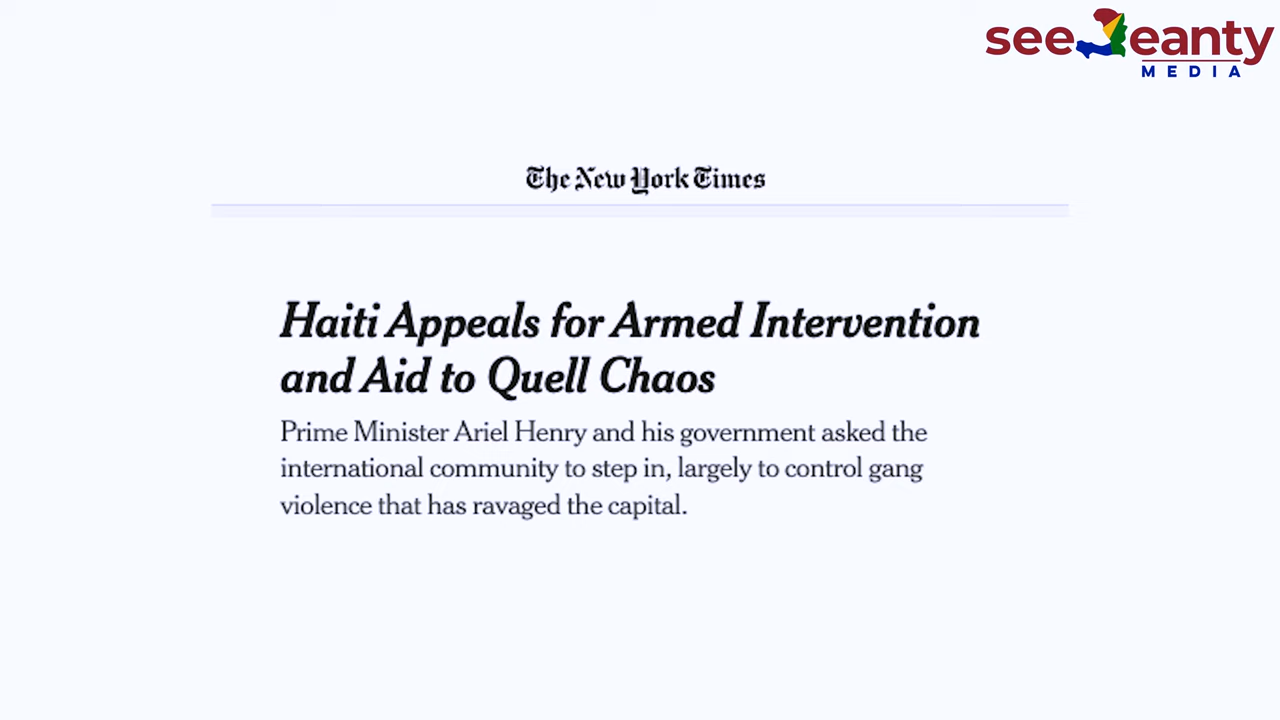 seeJeanty
MEDIA
The New York Times
Haiti Appeals for Armed Intervention
and Aid to Quell Chaos
Prime Minister Ariel Henry and his government asked the
international community to step in, largely to control gang
violence that has ravaged the capital.